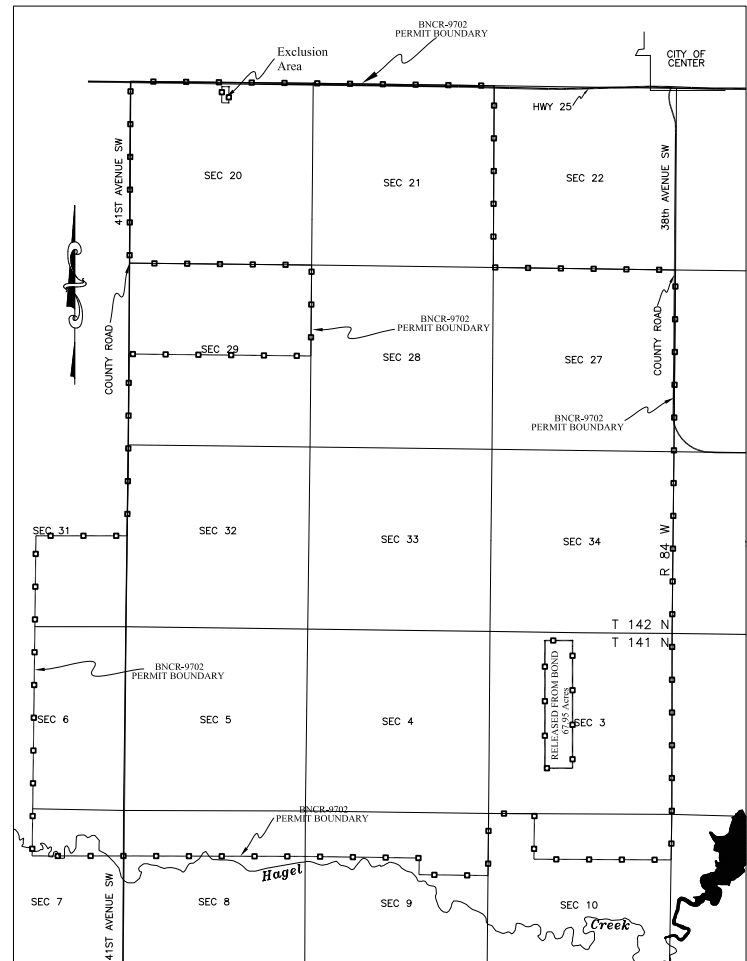 BNCR-9702
PERMIT BOUNDARY
Exclusion
Area
CITY OF
CENTER
HWY 25
41ST AVENUE SW
SEC 20
SEC 21
SEC 22
38th AVENUE SW
COUNTY ROAD
BNCR-9702
PERMIT BOUNDARY
COUNTY ROAD
SEC 29
SEC 28
SEC 27
BNCR-9702
PERMIT BOUNDARY
SEC 31
SEC 32
SEC 33
SEC 34
R 84 W
T 142 N
T 141 N
BNCR-9702
PERMIT BOUNDARY
RELEASED FROM BOND
67.95 Acres
SEC 6
SEC 5
SEC 4
SEC 3
BNCR-9702
PERMIT BOUNDARY
Hagel
Creek
SEC 7
41ST AVENUE SW
SEC 8
SEC 9
SEC 10